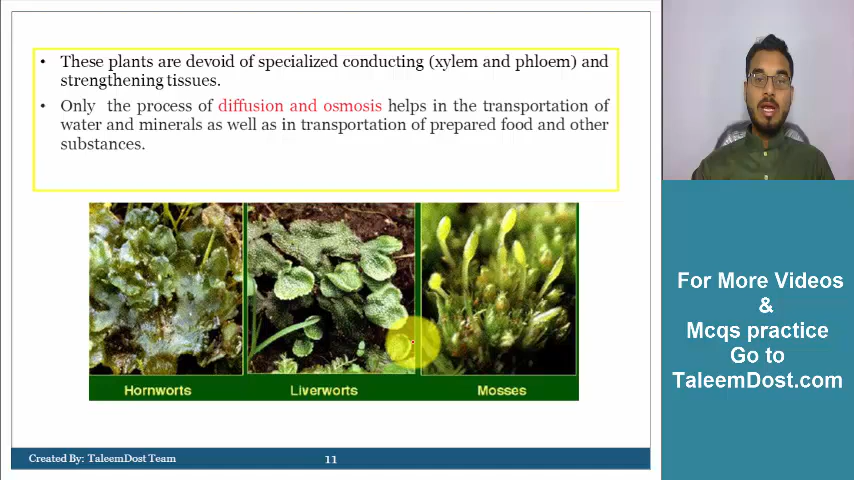 • These plants are devoid of specialized conducting (xylem and phloem) and
strengthening tissues.
• Only the process of diffusion and osmosis helps in the transportation of
water and minerals as well as in transportation of prepared food and other
substances.
Hornworts
Liverworts
Mosses
Created By: TaleemDost Team
11
For More Videos
&
Mcqs practice
Go to
TaleemDost.com